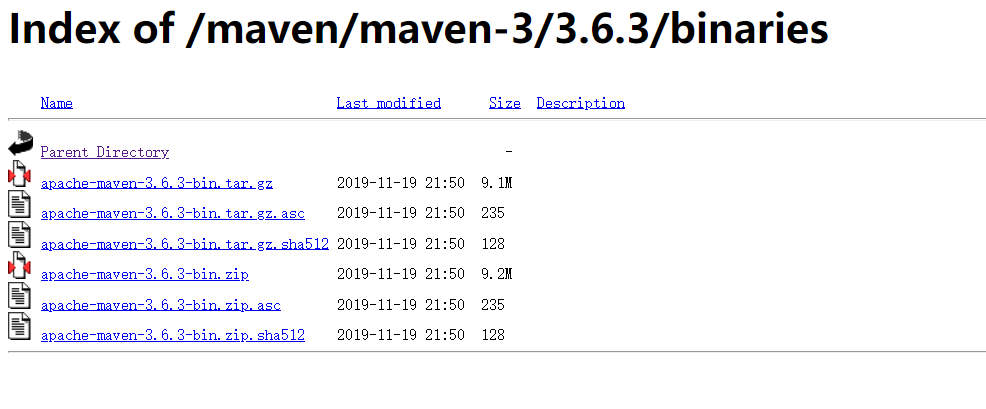 Index of /maven/maven-3/3.6.3/binaries
Name Last modified Size Description
Parent Directory -
apache-maven-3.6.3-bin.tar.gz 2019-11-19 21:50 9.1M
apache-maven-3.6.3-bin.tar.gz.asc 2019-11-19 21:50 235
apache-maven-3.6.3-bin.tar.gz.sha512 2019-11-19 21:50 128
apache-maven-3.6.3-bin.zip 2019-11-19 21:50 9.2M
apache-maven-3.6.3-bin.zip.asc 2019-11-19 21:50 235
apache-maven-3.6.3-bin.zip.sha512 2019-11-19 21:50 128